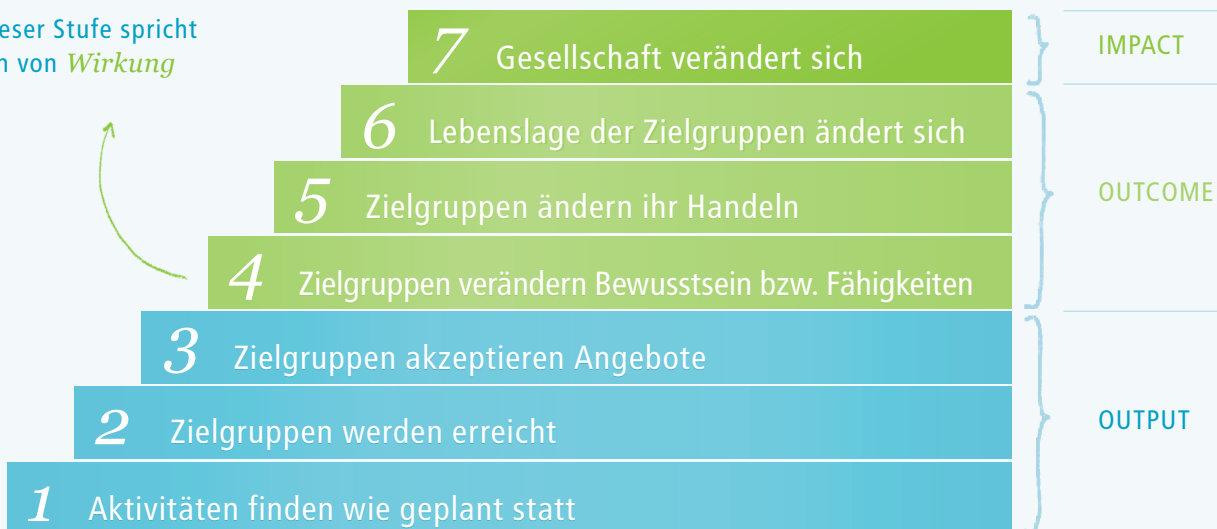 eser Stufe spricht
n von Wirkung
7 Gesellschaft verändert sich
IMPACT
6 Lebenslage der Zielgruppen ändert sich
5 Zielgruppen ändern ihr Handeln
OUTCOME
4 Zielgruppen verändern Bewusstsein bzw. Fähigkeiten
3 Zielgruppen akzeptieren Angebote
2 Zielgruppen werden erreicht
OUTPUT
1 Aktivitäten finden wie geplant statt